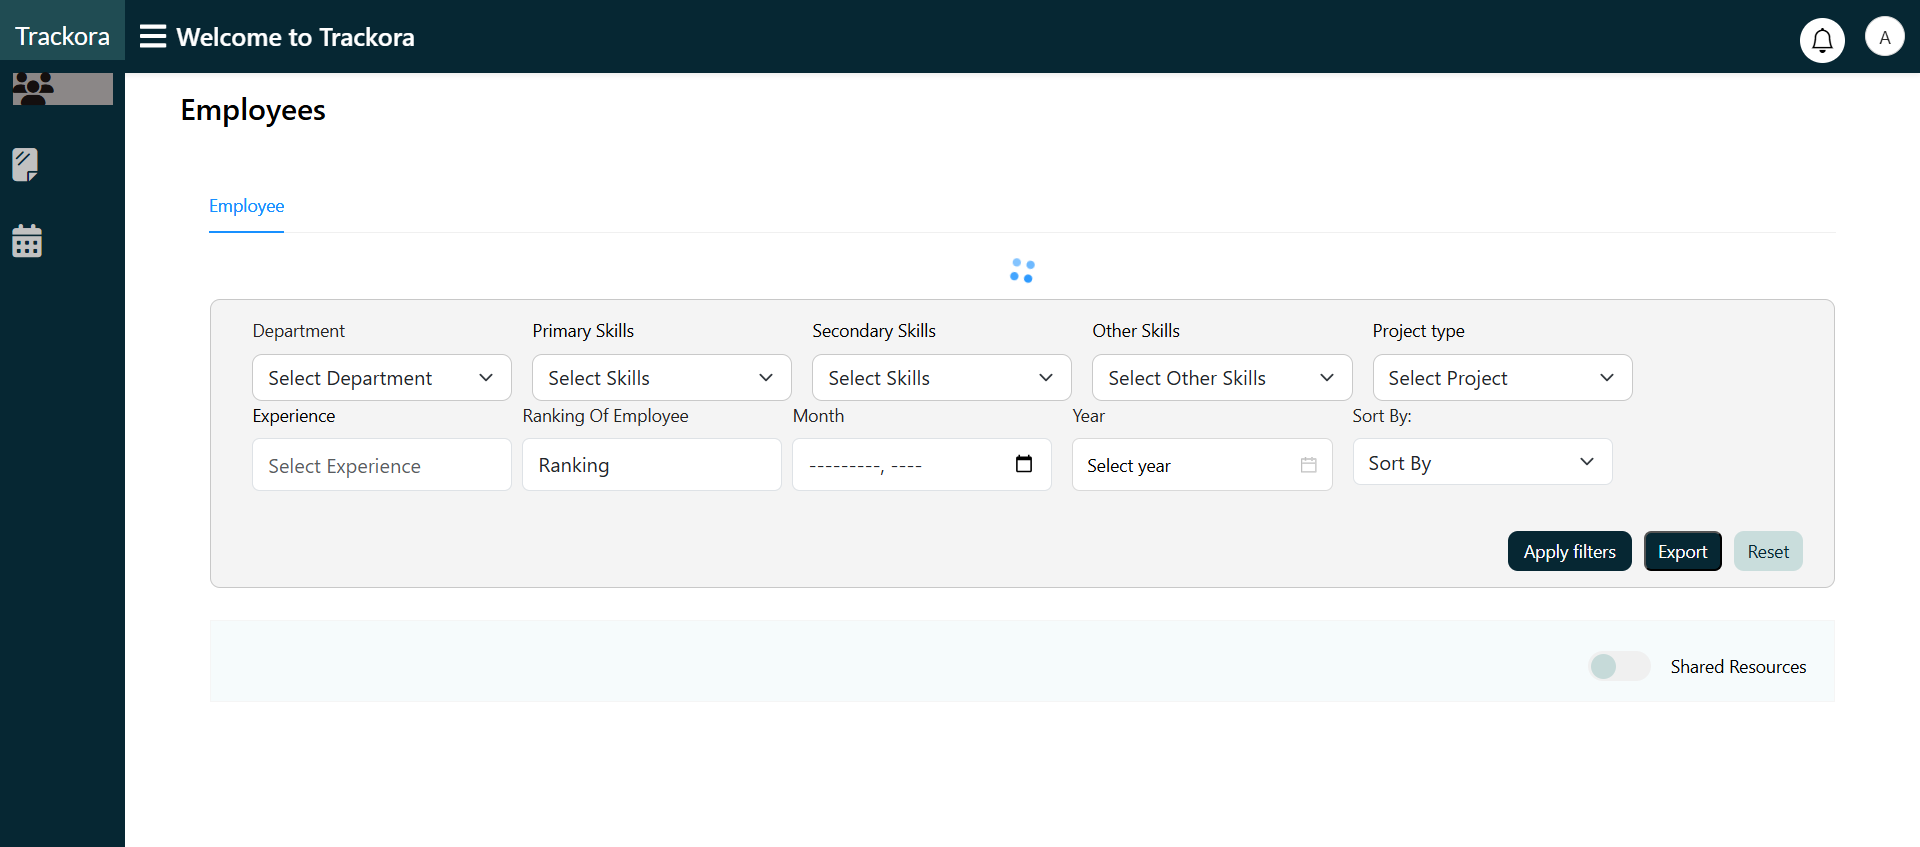 Trackora
Welcome to Trackora
A
Employees
Employee
Department
Primary Skills
Secondary Skills
Other Skills
Project type
Select Department
Select Skills
Select Skills
Select Other Skills
Select Project
Experience
Ranking Of Employee
Month
Year
Sort By:
Select Experience
Ranking
---------, ----
Select year
Sort By
Apply filters
Export
Reset
Shared Resources